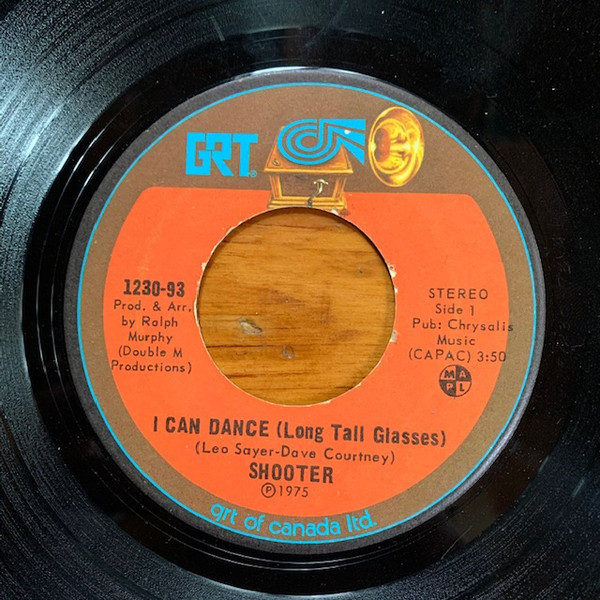 GRT®
1230-93
Prod. & Arr.
by Ralph
Murphy
(Double M
Productions)
STEREO
Side 1
Pub: Chrysalis
Music
(CAPAC) 3:50
M A
P L
I CAN DANCE (Long Tall Glasses)
(Leo Sayer-Dave Courtney)
SHOOTER
℗1975
grt of canada ltd.